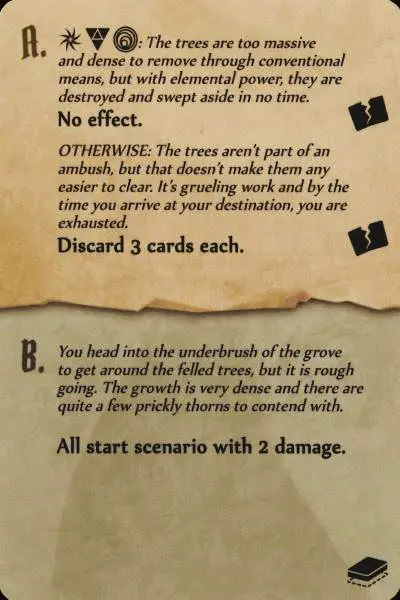 A. : The trees are too massive
and dense to remove through conventional
means, but with elemental power, they are
destroyed and swept aside in no time.
No effect.
OTHERWISE: The trees aren't part of an
ambush, but that doesn't make them any
easier to clear. It's grueling work and by the
time you arrive at your destination, you are
exhausted.
Discard 3 cards each.
B. You head into the underbrush of the grove
to get around the felled trees, but it is rough
going. The growth is very dense and there are
quite a few prickly thorns to contend with.
All start scenario with 2 damage.